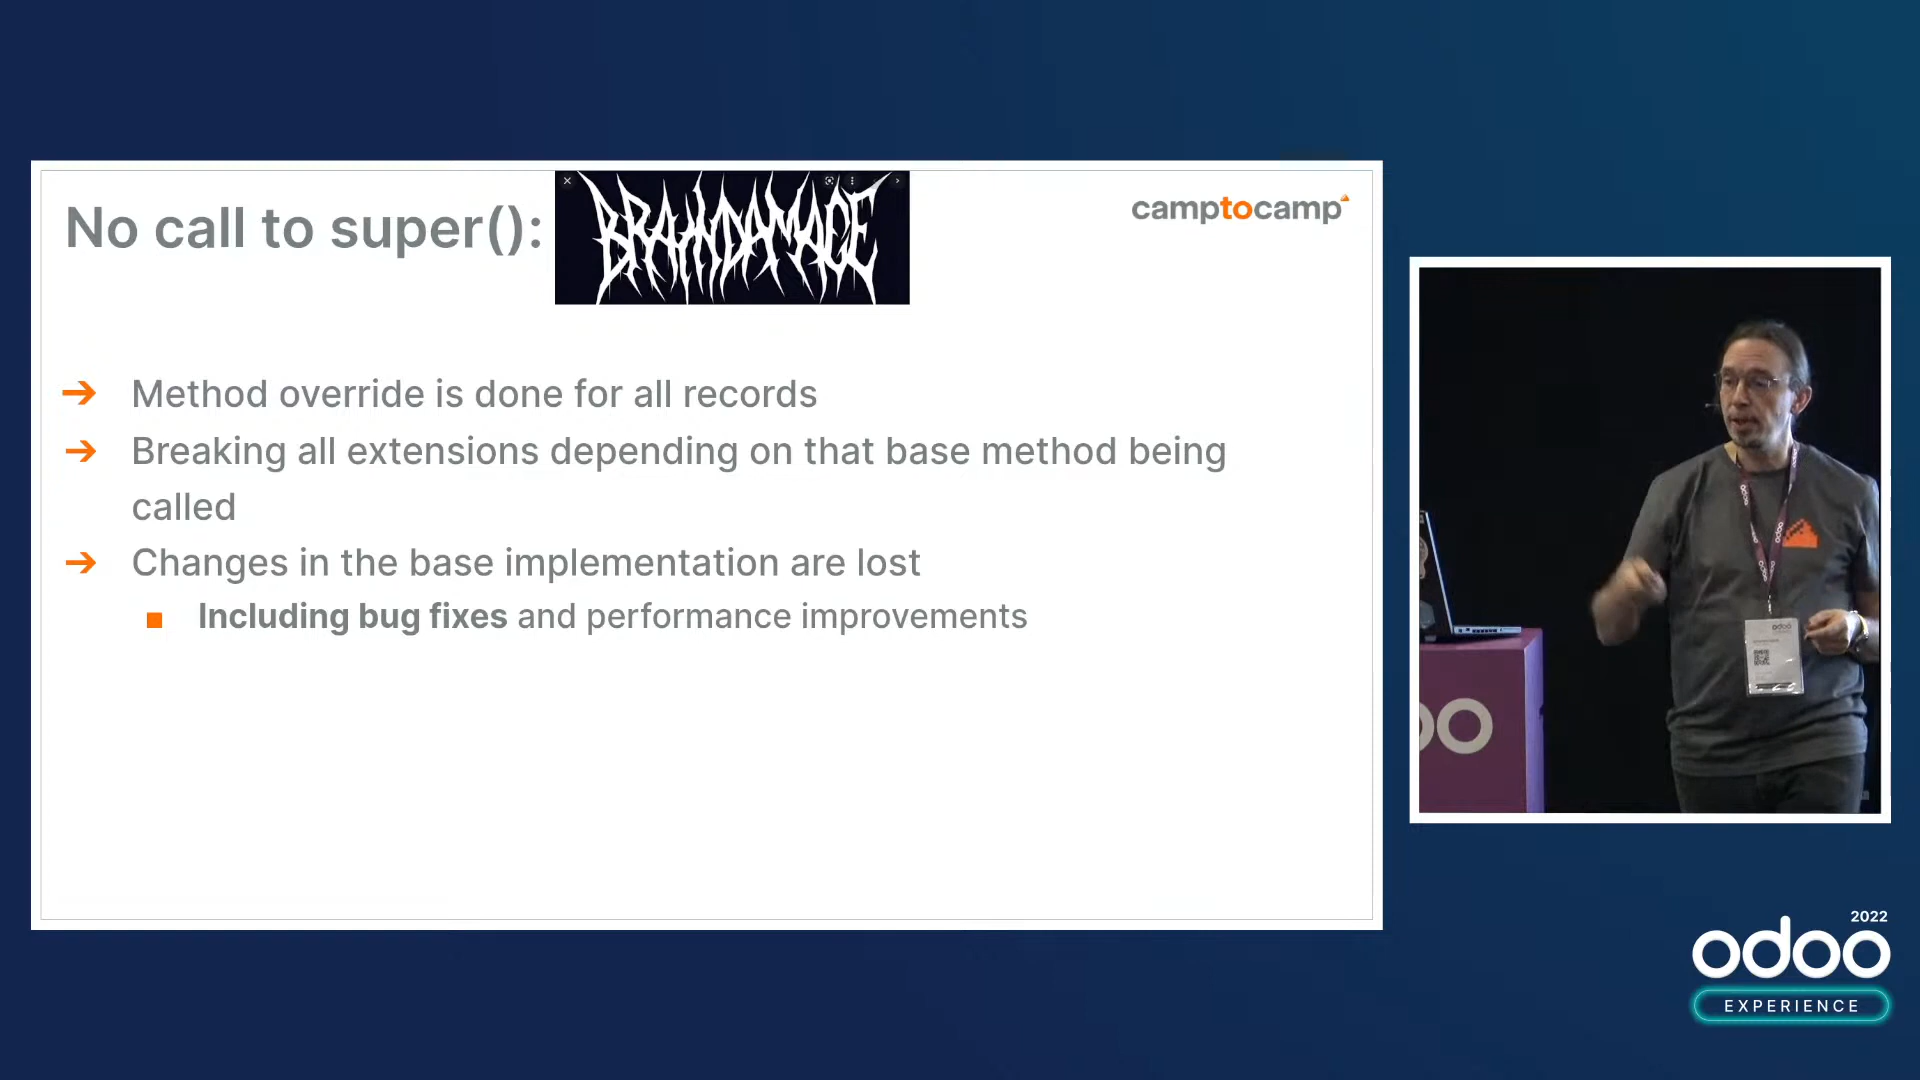 No call to super():
BRAINDAMAGE
camptocamp
➔ Method override is done for all records
➔ Breaking all extensions depending on that base method being
called
➔ Changes in the base implementation are lost
■ Including bug fixes and performance improvements
odoo
2022
odoo
EXPERIENCE